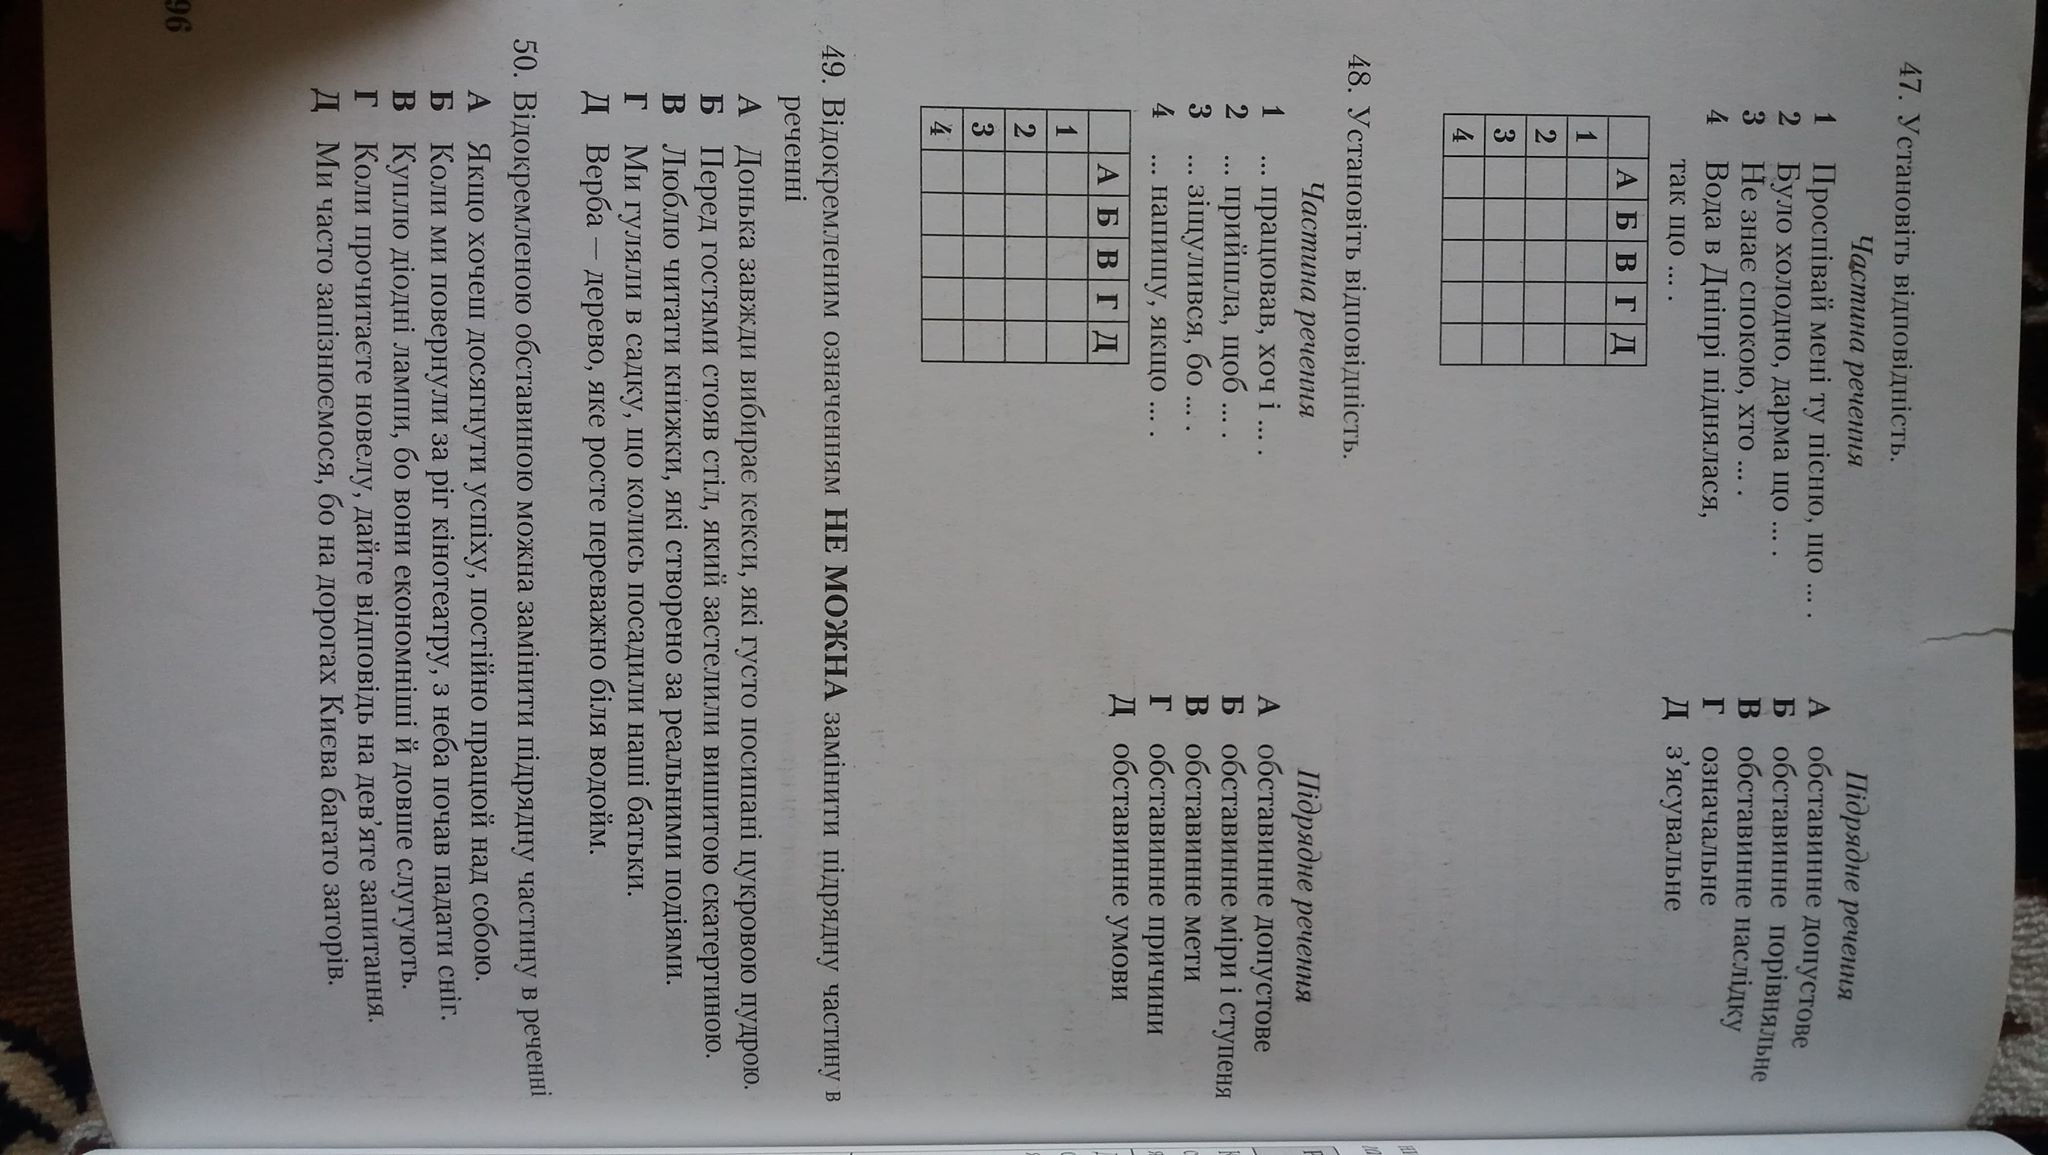 47. Установіть відповідність.
Частина речення
1 Проспівай мені ту пісню, що ... .
2 Було холодно, дарма що ... .
3 Не знає спокою, хто ... .
4 Вода в Дніпрі піднялася,
так що ... .
Підрядне речення
А обставинне допустове
Б обставинне порівняльне
В обставинне наслідку
Г означальне
Д з’ясувальне
А Б В Г Д
1
2
3
4
48. Установіть відповідність.
Частина речення
1 ... працював, хоч і ... .
2 ... прийшла, щоб ... .
3 ... зіщулився, бо ... .
4 ... напишу, якщо ... .
Підрядне речення
А обставинне допустове
Б обставинне міри і ступеня
В обставинне мети
Г обставинне причини
Д обставинне умови
А Б В Г Д
1
2
3
4
49. Відокремленим означенням НЕ МОЖНА замінити підрядну частину в
реченні
А Донька завжди вибирає кекси, які густо посипані цукровою пудрою.
Б Перед гостями стояв стіл, який застелили вишитою скатертиною.
В Люблю читати книжки, які створено за реальними подіями.
Г Ми гуляли в садку, що колись посадили наші батьки.
Д Верба – дерево, яке росте переважно біля водойм.
50. Відокремленою обставиною можна замінити підрядну частину в реченні
А Якщо хочеш досягнути успіху, постійно працюй над собою.
Б Коли ми повернули за ріг кінотеатру, з неба почав падати сніг.
В Куплю діодні лампи, бо вони економніші й довше слугують.
Г Коли прочитаєте новелу, дайте відповідь на дев’яте запитання.
Д Ми часто запізнюємося, бо на дорогах Києва багато заторів.
96